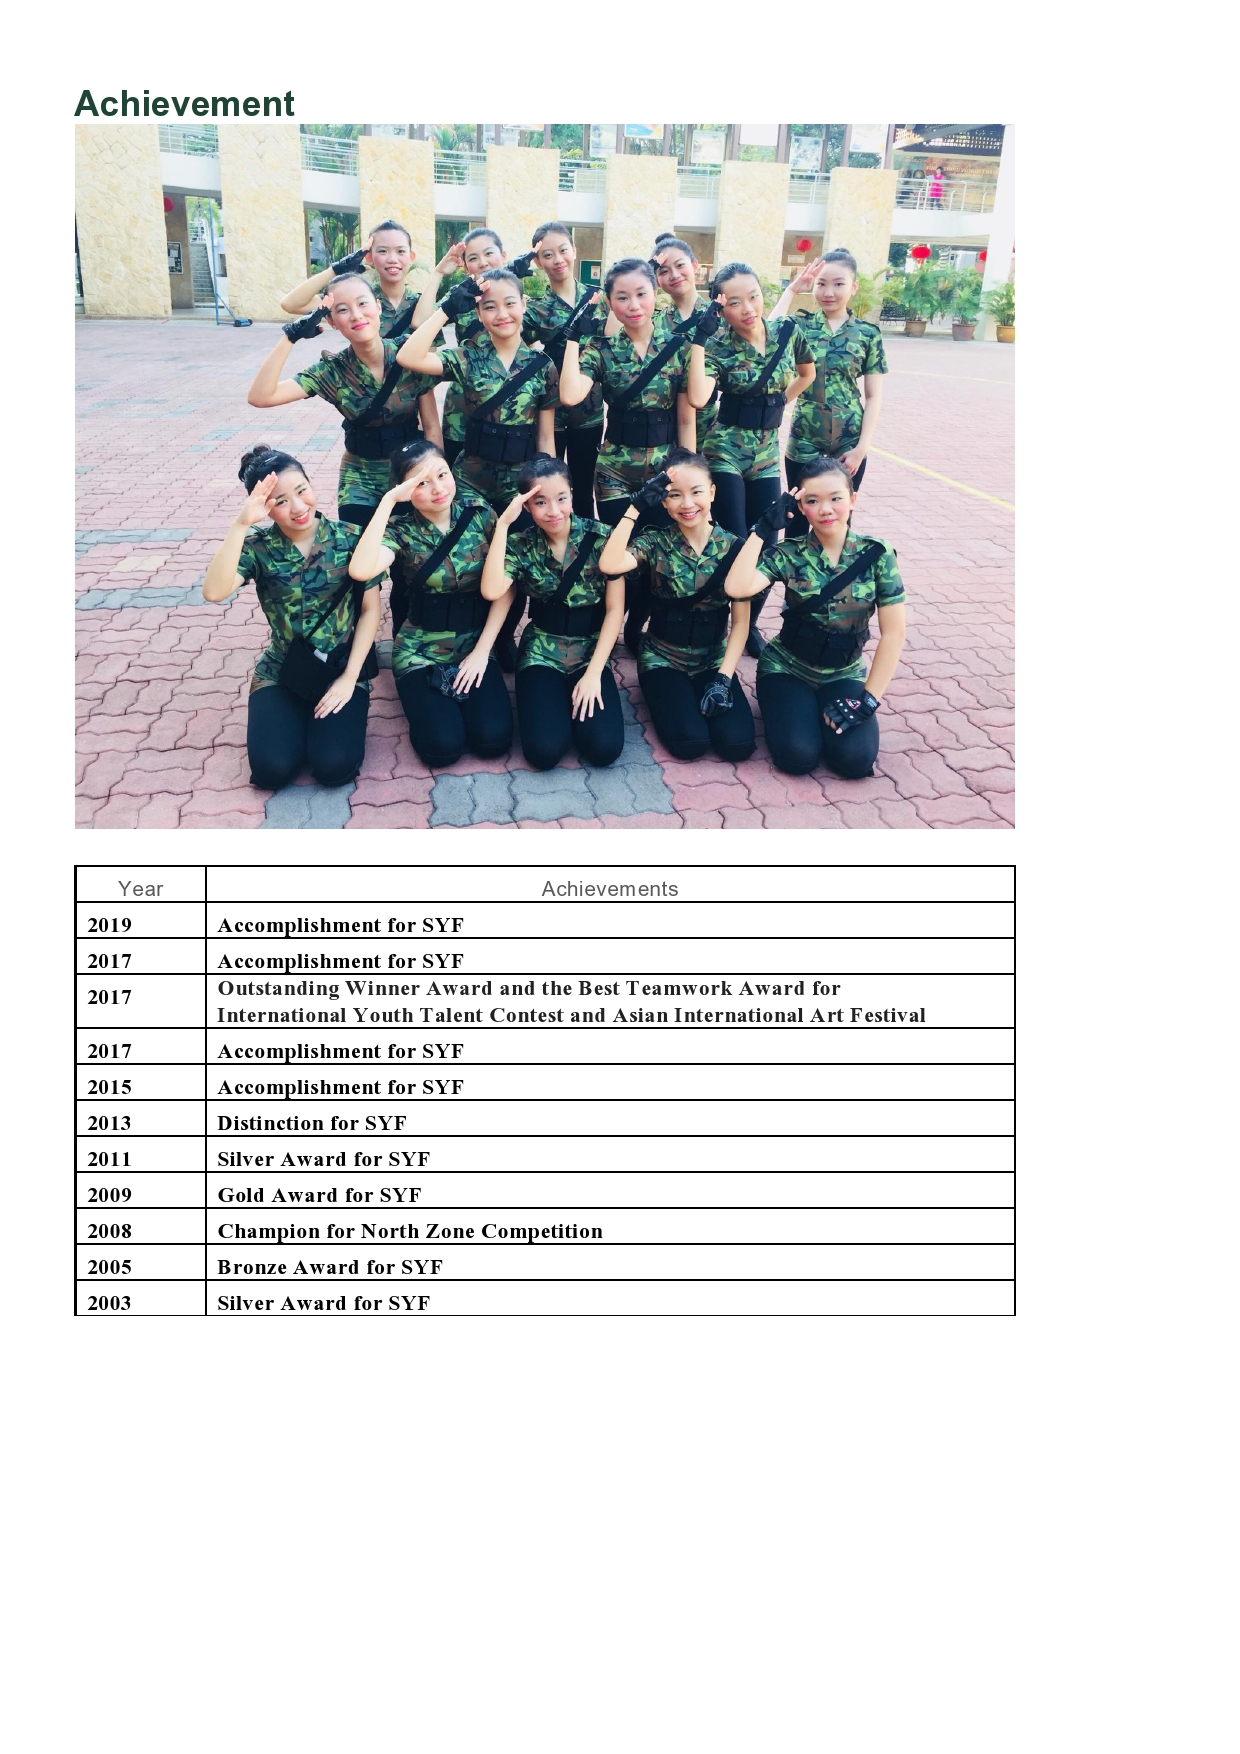 Achievement
Year Achievements
2019 Accomplishment for SYF
2017 Accomplishment for SYF
2017 Outstanding Winner Award and the Best Teamwork Award for
International Youth Talent Contest and Asian International Art Festival
2017 Accomplishment for SYF
2015 Accomplishment for SYF
2013 Distinction for SYF
2011 Silver Award for SYF
2009 Gold Award for SYF
2008 Champion for North Zone Competition
2005 Bronze Award for SYF
2003 Silver Award for SYF